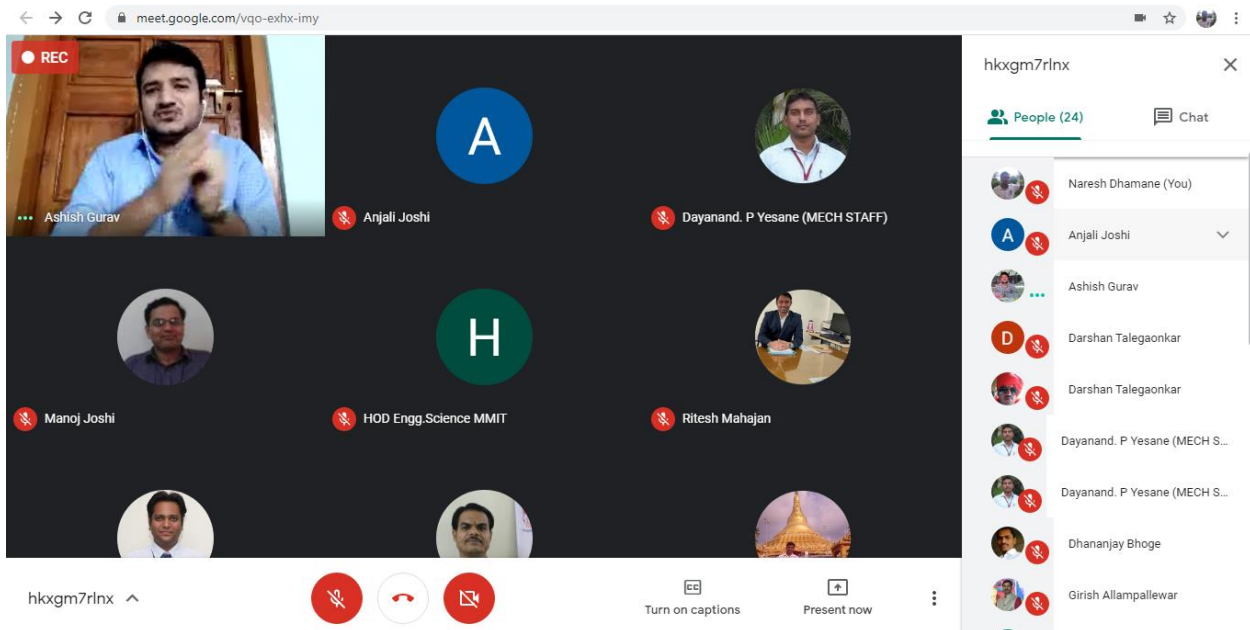 meet.google.com/vqo-exhx-imy
REC
Ashish Gurav
A
Anjali Joshi
Dayanand. P Yesane (MECH STAFF)
Manoj Joshi
H
HOD Engg.Science MMIT
Ritesh Mahajan
hkxgm7rlnx
Turn on captions
Present now
hkxgm7rlnx
People (24)
Chat
Naresh Dhamane (You)
A
Anjali Joshi
Ashish Gurav
D
Darshan Talegaonkar
Darshan Talegaonkar
Dayanand. P Yesane (MECH S...
Dayanand. P Yesane (MECH S...
Dhananjay Bhoge
Girish Allampallewar